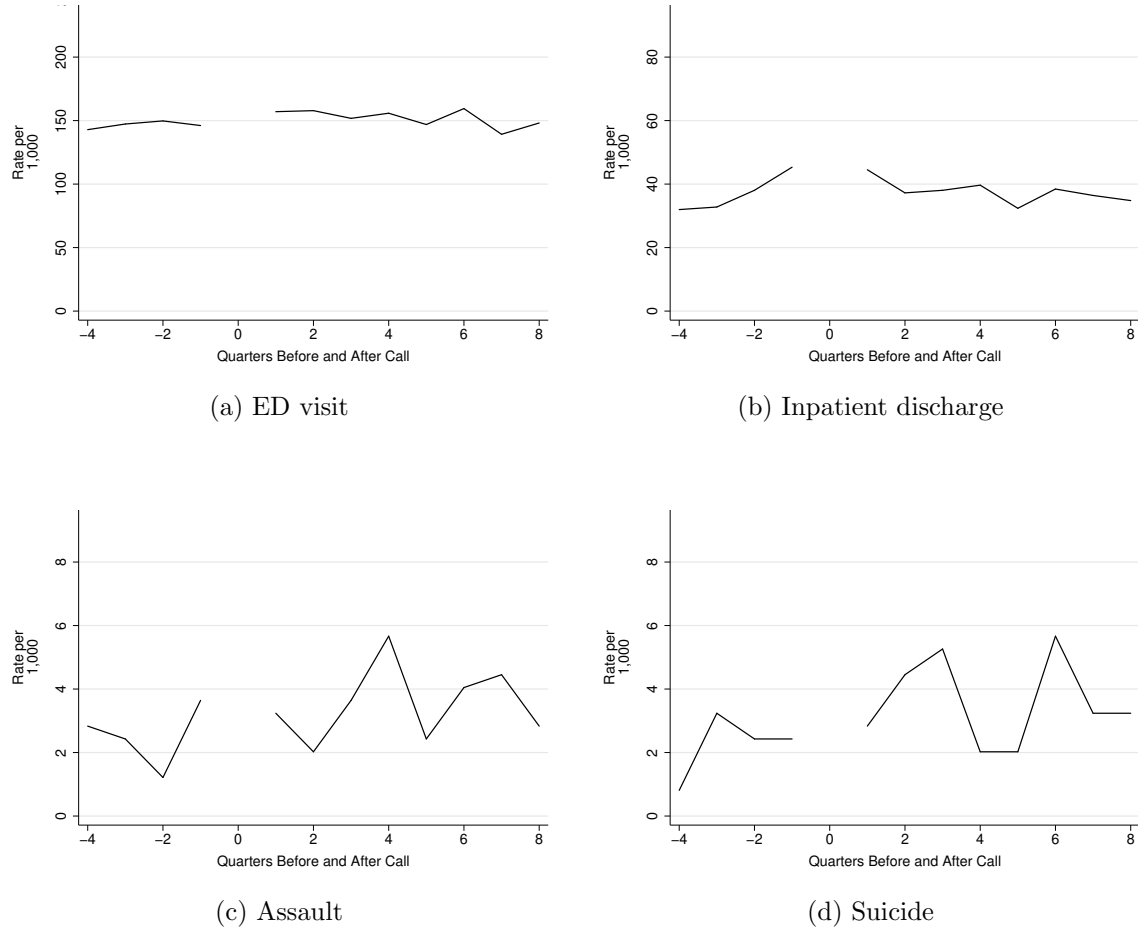 200
150
100
50
0
Rate per
1,000
−4 −2 0 2 4 6 8
Quarters Before and After Call
(a) ED visit
80
60
40
20
0
Rate per
1,000
−4 −2 0 2 4 6 8
Quarters Before and After Call
(b) Inpatient discharge
8
6
4
2
0
Rate per
1,000
−4 −2 0 2 4 6 8
Quarters Before and After Call
(c) Assault
8
6
4
2
0
Rate per
1,000
−4 −2 0 2 4 6 8
Quarters Before and After Call
(d) Suicide